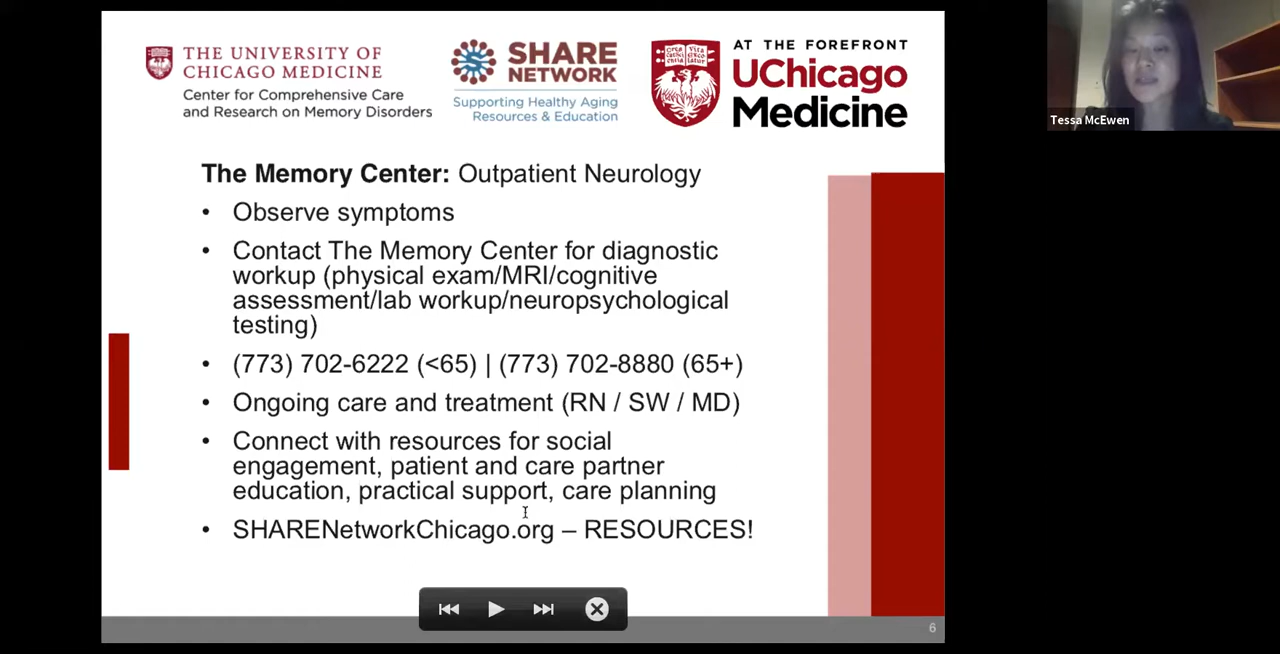 THE UNIVERSITY OF
CHICAGO MEDICINE
Center for Comprehensive Care
and Research on Memory Disorders
SHARE
NETWORK
Supporting Healthy Aging
Resources & Education
AT THE FOREFRONT
UChicago
Medicine
Tessa McEwen
The Memory Center: Outpatient Neurology
• Observe symptoms
• Contact The Memory Center for diagnostic
workup (physical exam/MRI/cognitive
assessment/lab workup/neuropsychological
testing)
• (773) 702-6222 (<65) | (773) 702-8880 (65+)
• Ongoing care and treatment (RN / SW / MD)
• Connect with resources for social
engagement, patient and care partner
education, practical support, care planning
• SHARENetworkChicago.org – RESOURCES!
6